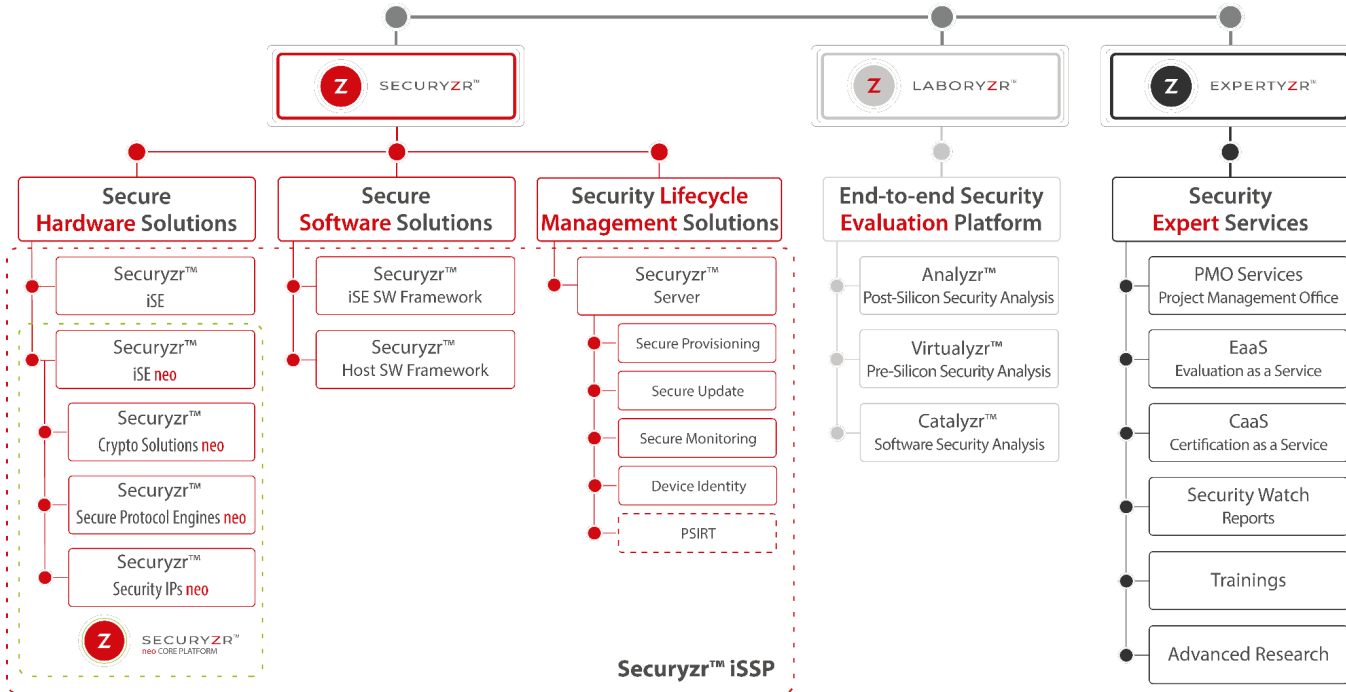 Z SECURYZR™
Z LABORYZR™
Z EXPERTYZR™
Secure
Hardware Solutions
Securyzr™
iSE
Securyzr™
iSE neo
Securyzr™
Crypto Solutions neo
Securyzr™
Secure Protocol Engines neo
Securyzr™
Security IPs neo
Z SECURYZR™
neo CORE PLATFORM
Secure
Software Solutions
Securyzr™
iSE SW Framework
Securyzr™
Host SW Framework
Security Lifecycle
Management Solutions
Securyzr™
Server
Secure Provisioning
Secure Update
Secure Monitoring
Device Identity
PSIRT
Securyzr™ iSSP
End-to-end Security
Evaluation Platform
Analyzr™
Post-Silicon Security Analysis
Virtualyzr™
Pre-Silicon Security Analysis
Catalyzr™
Software Security Analysis
Security
Expert Services
PMO Services
Project Management Office
EaaS
Evaluation as a Service
CaaS
Certification as a Service
Security Watch
Reports
Trainings
Advanced Research